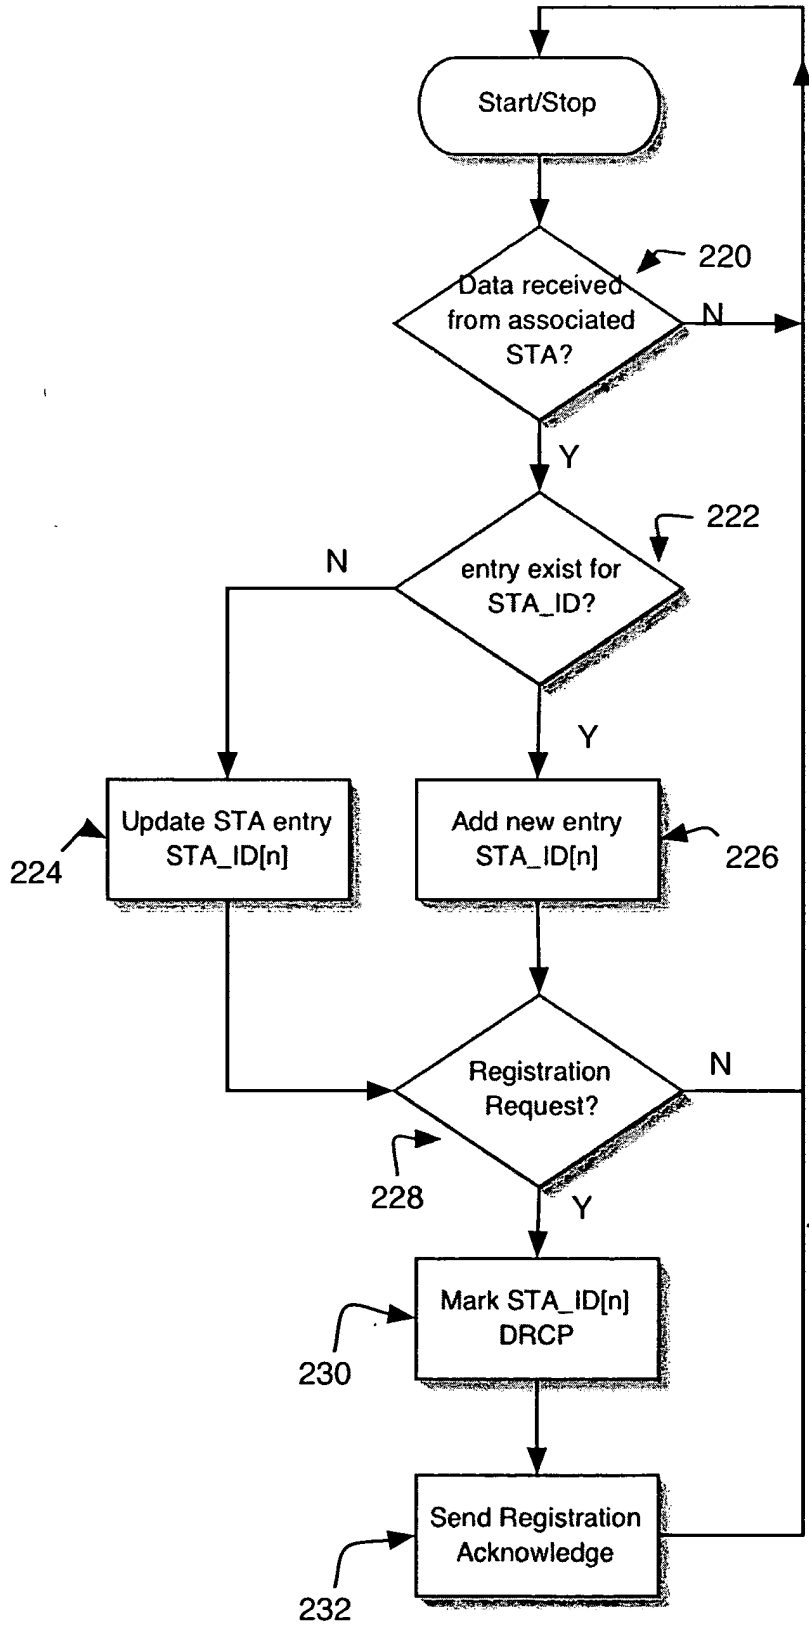 Start/Stop
220
Data received
from associated
STA?
N
Y
222
entry exist for
STA_ID?
N
Y
Update STA entry
STA_ID[n]
224
Add new entry
STA_ID[n]
226
Registration
Request?
N
228
Y
Mark STA_ID[n]
DRCP
230
Send Registration
Acknowledge
232